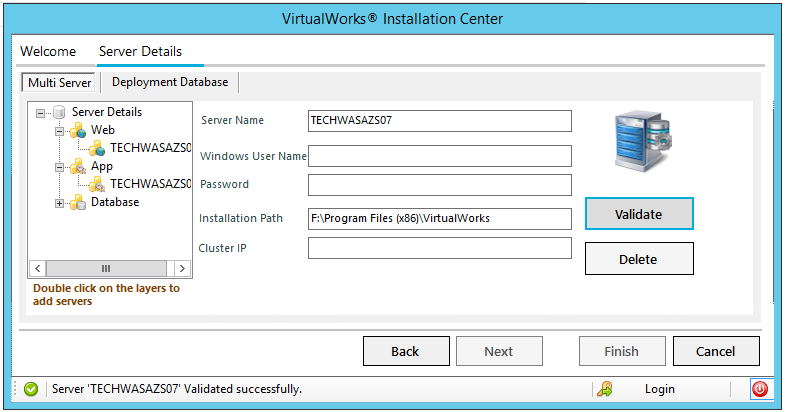 VirtualWorks® Installation Center
Welcome Server Details
Multi Server Deployment Database
Server Details
Web
TECHWASAZS0
App
TECHWASAZS0
Database
Double click on the layers to
add servers
Server Name TECHWASAZS07
Windows User Name
Password
Installation Path F:\Program Files (x86)\VirtualWorks
Cluster IP
Validate
Delete
Back Next Finish Cancel
Server 'TECHWASAZS07' Validated successfully. Login